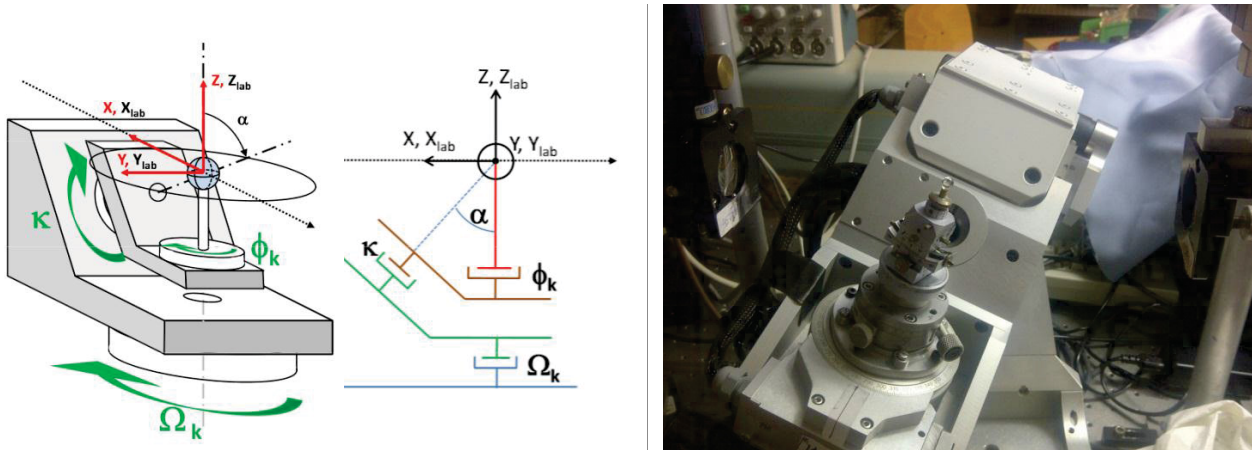 Z, Z_lab
X, X_lab
α
Y, Y_lab
κ
ϕ_k
Ω_k
Z, Z_lab
X, X_lab
Y, Y_lab
α
κ
ϕ_k
Ω_k